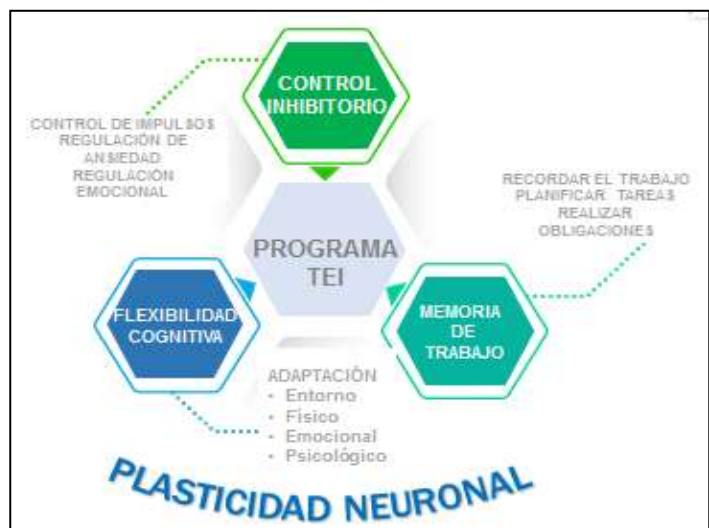 CONTROL
INHIBITORIO
CONTROL DE IMPULSOS
REGULACIÓN DE
ANSIEDAD
REGULACIÓN
EMOCIONAL
RECORDAR EL TRABAJO
PLANIFICAR TAREAS
REALIZAR
OBLIGACIONES
PROGRAMA
TEI
FLEXIBILIDAD
COGNITIVA
MEMORIA
DE
TRABAJO
ADAPTACIÓN
• Entorno
• Físico
• Emocional
• Psicológico
PLASTICIDAD NEURONAL